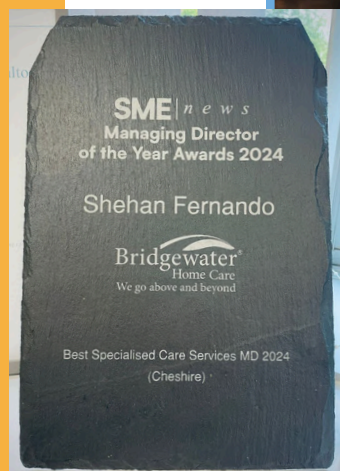 SME news
Managing Director
of the Year Awards 2024
Shehan Fernando
Bridgewater®
Home Care
We go above and beyond
Best Specialised Care Services MD 2024
(Cheshire)